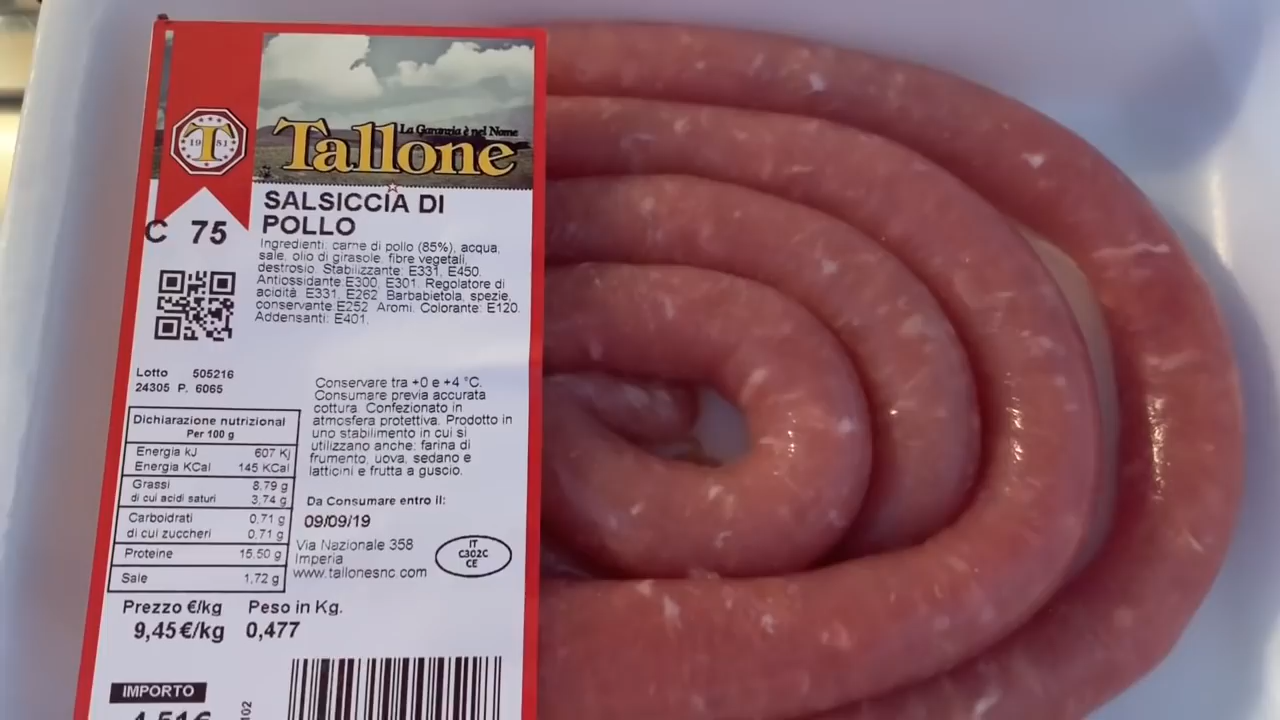 La Garanzia è nel Nome
Tallone
T
1951
SALSICCIA DI
POLLO
C 75
Ingredienti: carne di pollo (85%), acqua,
sale, olio di girasole, fibre vegetali,
destrosio. Stabilizzante: E331, E450.
Antiossidante:E300, E301. Regolatore di
acidità: E331, E262. Barbabietola, spezie,
conservante:E252. Aromi. Colorante: E120.
Addensanti: E401.
Lotto 505216
24305 P. 6065
Conservare tra +0 e +4 °C.
Consumare previa accurata
cottura. Confezionato in
atmosfera protettiva. Prodotto in
uno stabilimento in cui si
utilizzano anche: farina di
frumento, uova, sedano e
latticini e frutta a guscio.
Dichiarazione nutrizional
Per 100 g
Energia kJ 607 Kj
Energia KCal 145 KCal
Grassi 8,79 g
di cui acidi saturi 3,74 g
Carboidrati 0,71 g
di cui zuccheri 0,71 g
Proteine 15,50 g
Sale 1,72 g
Da Consumare entro il:
09/09/19
Via Nazionale 358
Imperia
www.tallonesnc.com
IT
C302C
CE
Prezzo €/kg Peso in Kg.
9,45€/kg 0,477
IMPORTO
4,51€
102